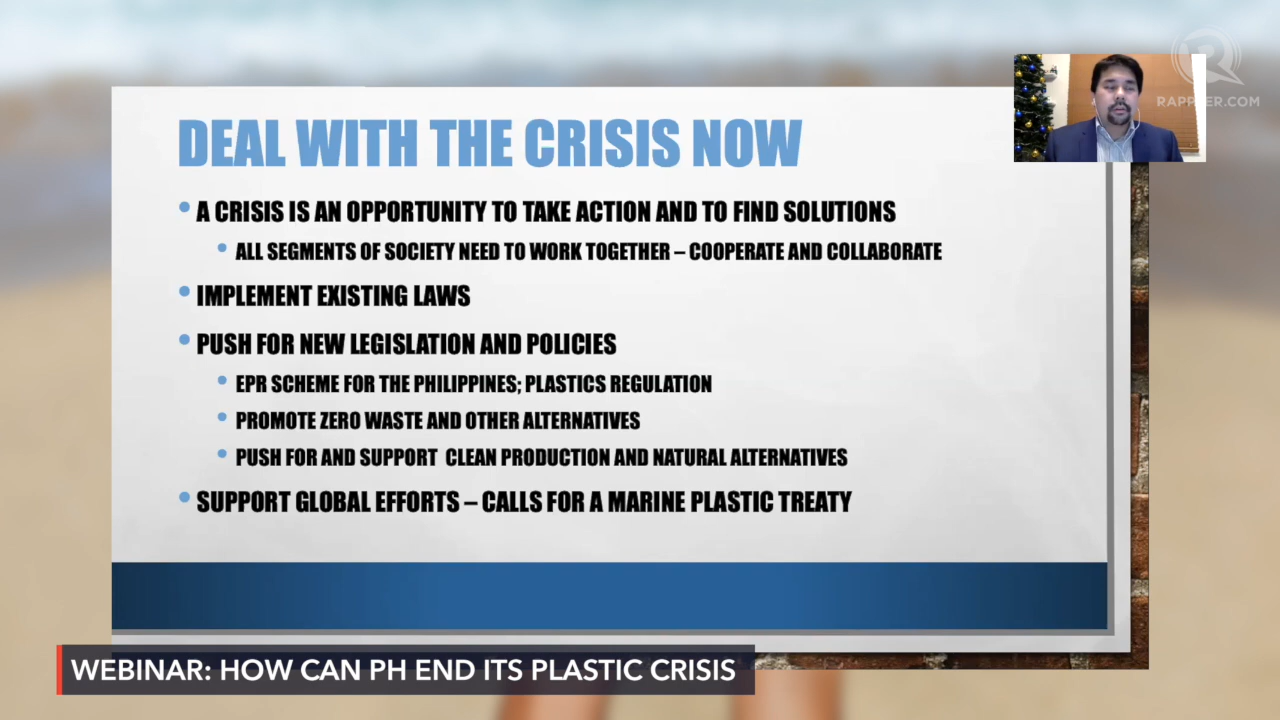 RAPPLER.COM
DEAL WITH THE CRISIS NOW
• A CRISIS IS AN OPPORTUNITY TO TAKE ACTION AND TO FIND SOLUTIONS
• ALL SEGMENTS OF SOCIETY NEED TO WORK TOGETHER – COOPERATE AND COLLABORATE
• IMPLEMENT EXISTING LAWS
• PUSH FOR NEW LEGISLATION AND POLICIES
• EPR SCHEME FOR THE PHILIPPINES; PLASTICS REGULATION
• PROMOTE ZERO WASTE AND OTHER ALTERNATIVES
• PUSH FOR AND SUPPORT  CLEAN PRODUCTION AND NATURAL ALTERNATIVES
• SUPPORT GLOBAL EFFORTS – CALLS FOR A MARINE PLASTIC TREATY
WEBINAR: HOW CAN PH END ITS PLASTIC CRISIS